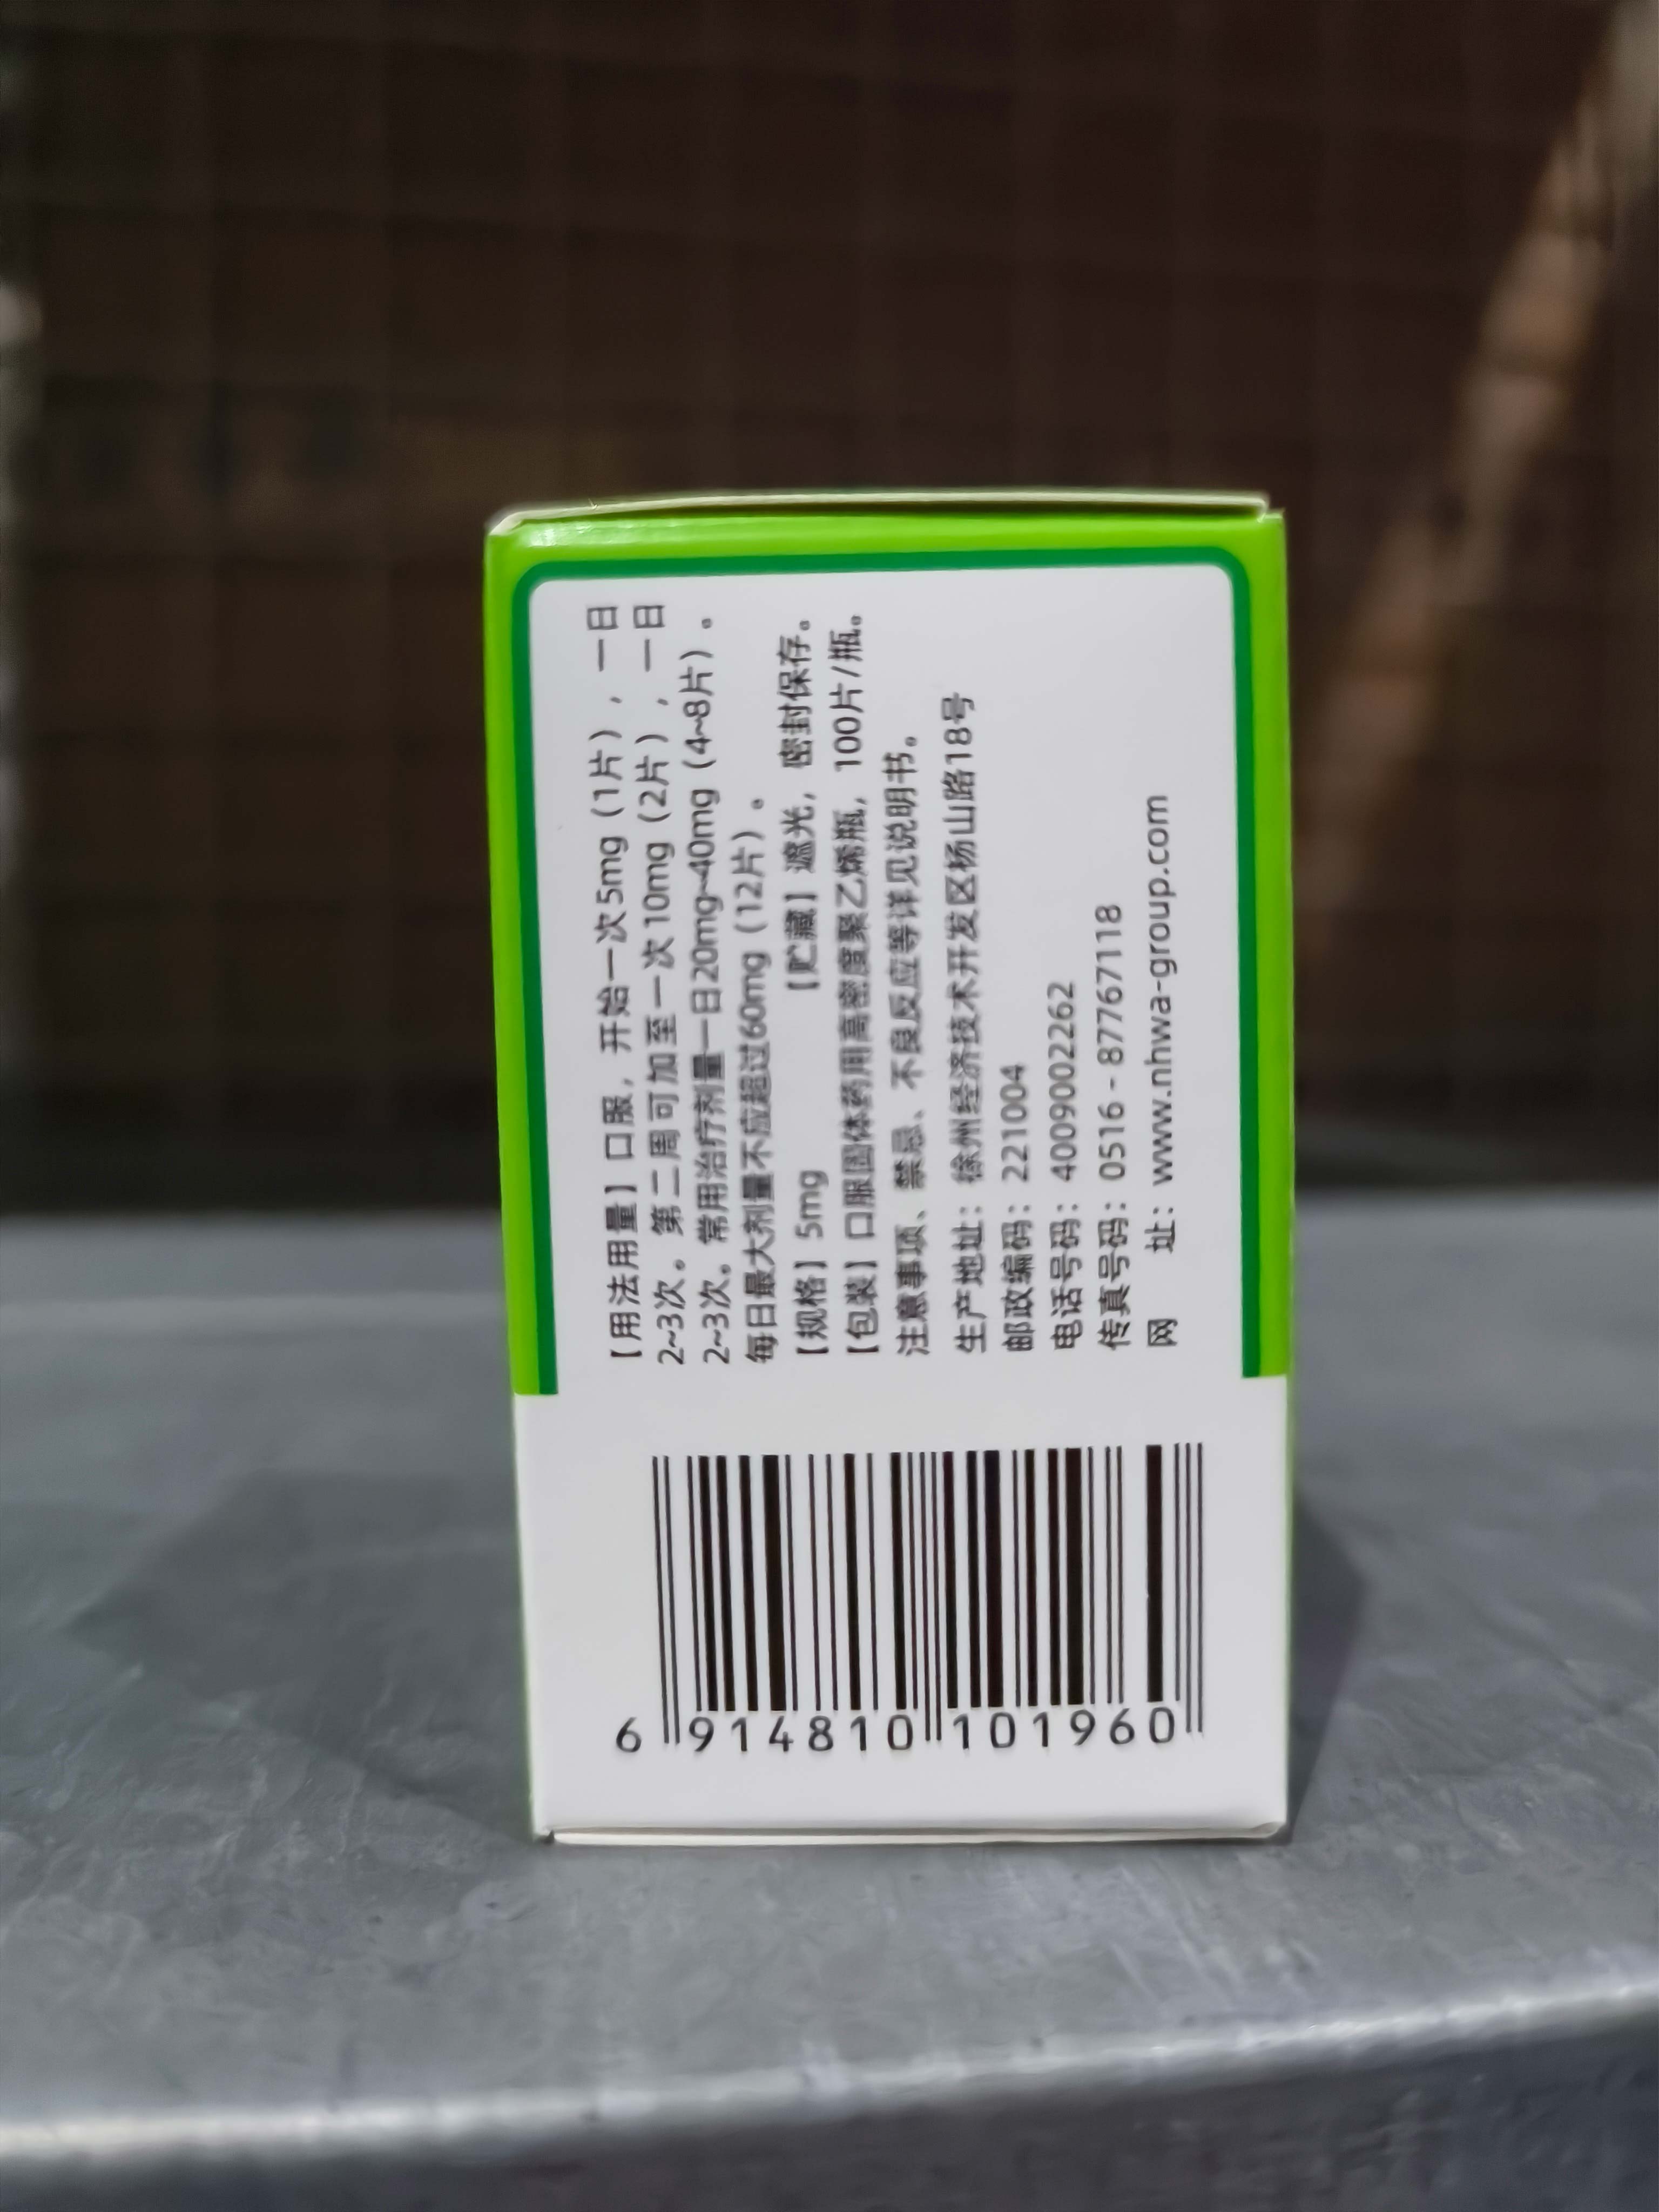 【用法用量】口服，开始一次5mg（1片），一日
2~3次。第二周可加至一次10mg（2片），一日
2~3次。常用治疗剂量一日20mg~40mg（4~8片）。
每日最大剂量不应超过60mg（12片）。
【规格】5mg 【贮藏】遮光，密封保存。
【包装】口服固体药用高密度聚乙烯瓶，100片/瓶。
注意事项、禁忌、不良反应等详见说明书。
生产地址：徐州经济技术开发区杨山路18号
邮政编码：221004
电话号码：4009002262
传真号码：0516 - 87767118
网 址：www.nhwa-group.com
6 914810 101960